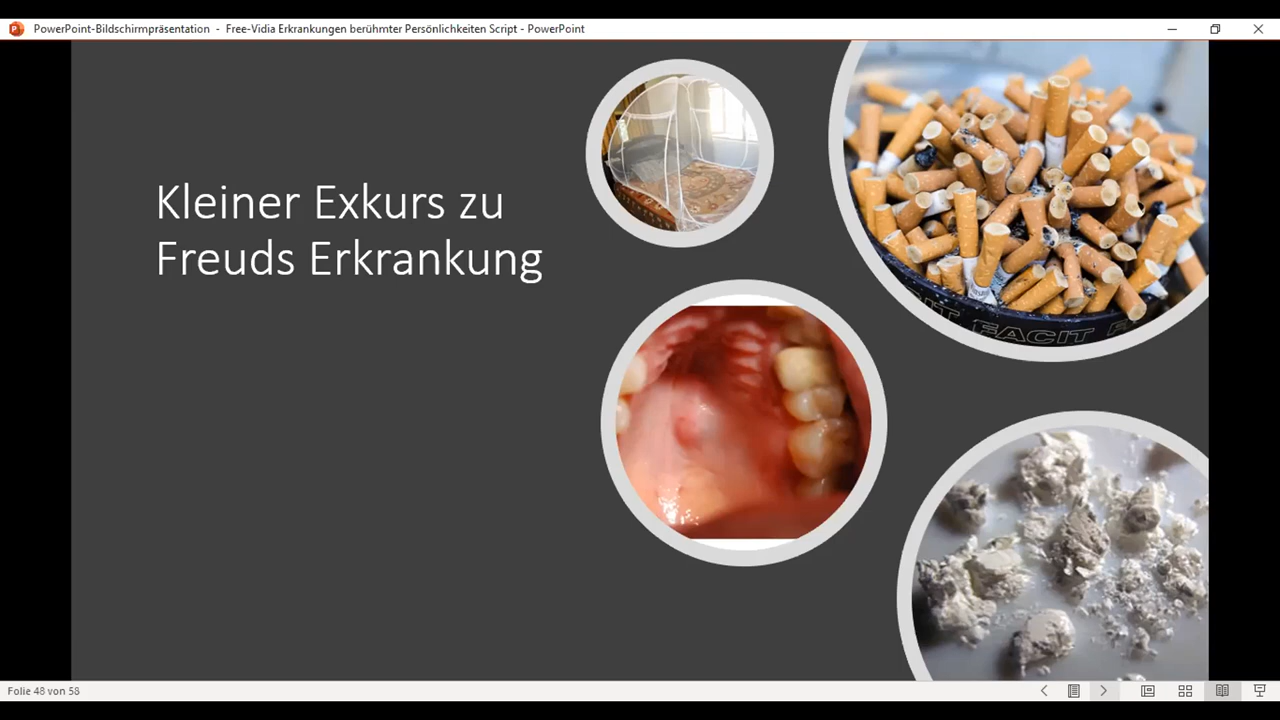 PowerPoint-Bildschirmpräsentation - Free-Vidia Erkrankungen berühmter Persönlichkeiten Script - PowerPoint
Kleiner Exkurs zu
Freuds Erkrankung
FACIT
Folie 48 von 58